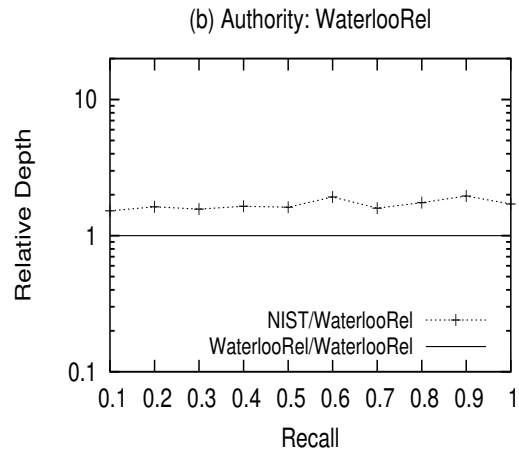 (b) Authority: WaterlooRel
10
1
0.1
Relative Depth
NIST/WaterlooRel
WaterlooRel/WaterlooRel
0.1 0.2 0.3 0.4 0.5 0.6 0.7 0.8 0.9 1
Recall